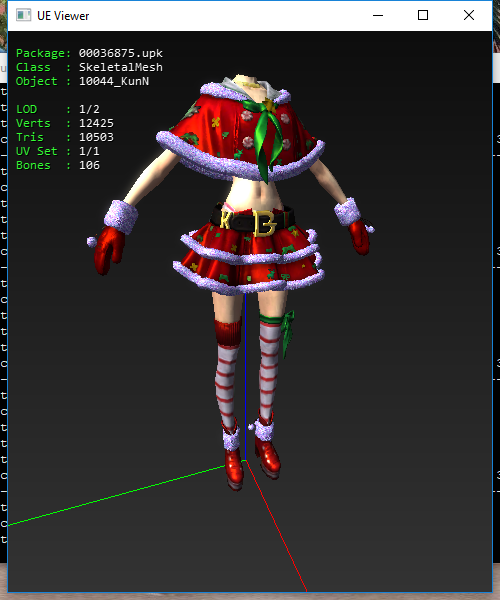 UE Viewer
Package: 00036875.upk
Class : SkeletalMesh
Object : 10044_KunN
LOD : 1/2
Verts : 12425
Tris : 10503
UV Set : 1/1
Bones : 106
K B